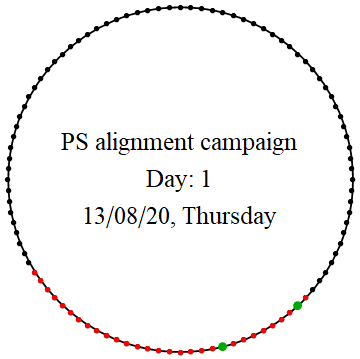 PS alignment campaign
Day: 1
13/08/20, Thursday